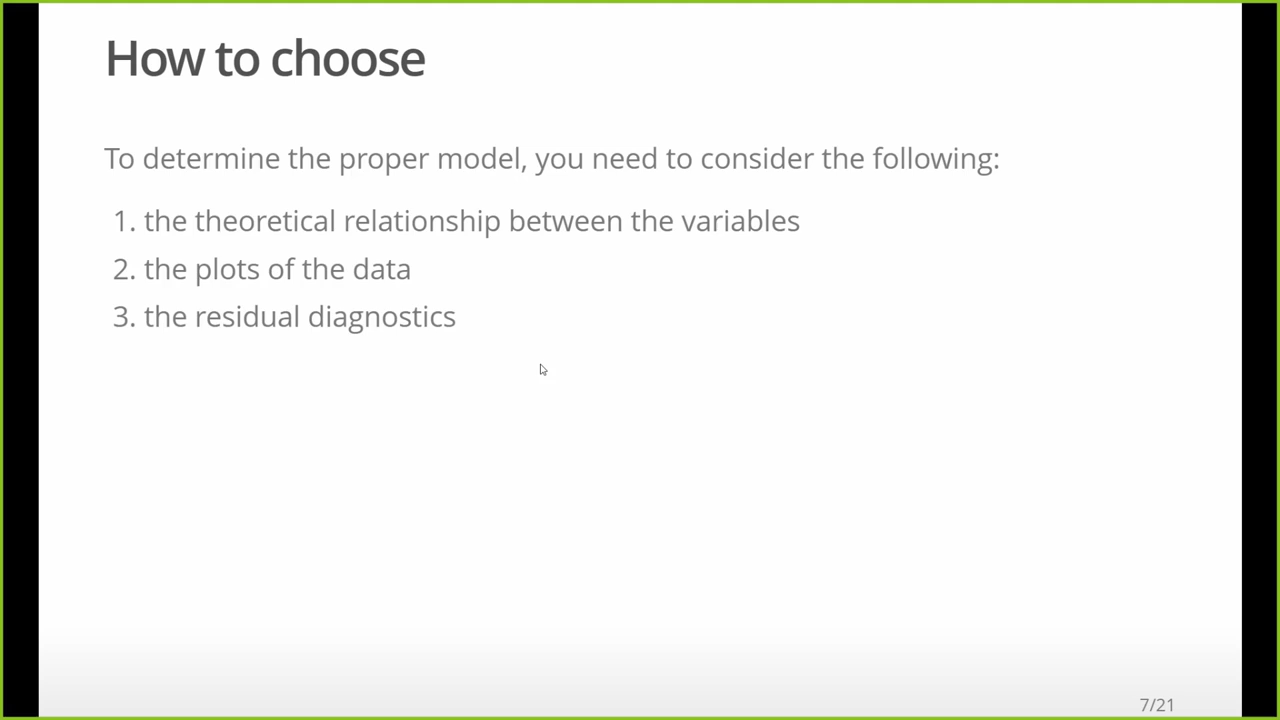 How to choose
To determine the proper model, you need to consider the following:
1. the theoretical relationship between the variables
2. the plots of the data
3. the residual diagnostics
7/21